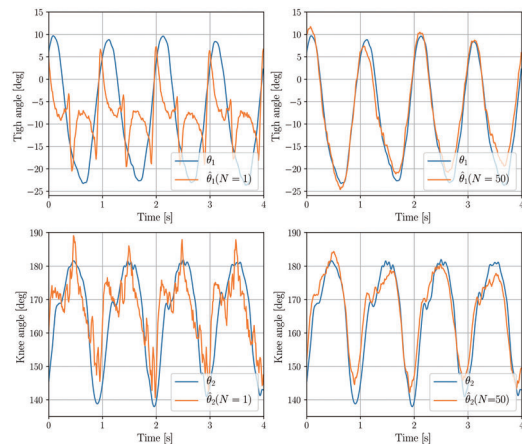 15
10
5
0
−5
−10
−15
−20
−25
Tigh angle [deg]
θ₁
θ̂₁(N = 1)
0 1 2 3 4
Time [s]
15
10
5
0
−5
−10
−15
−20
−25
Tigh angle [deg]
θ₁
θ̂₁(N = 50)
0 1 2 3 4
Time [s]
190
180
170
160
150
140
Knee angle [deg]
θ₂
θ̂₂(N = 1)
0 1 2 3 4
Time [s]
190
180
170
160
150
140
Knee angle [deg]
θ₂
θ̂₂(N=50)
0 1 2 3 4
Time [s]